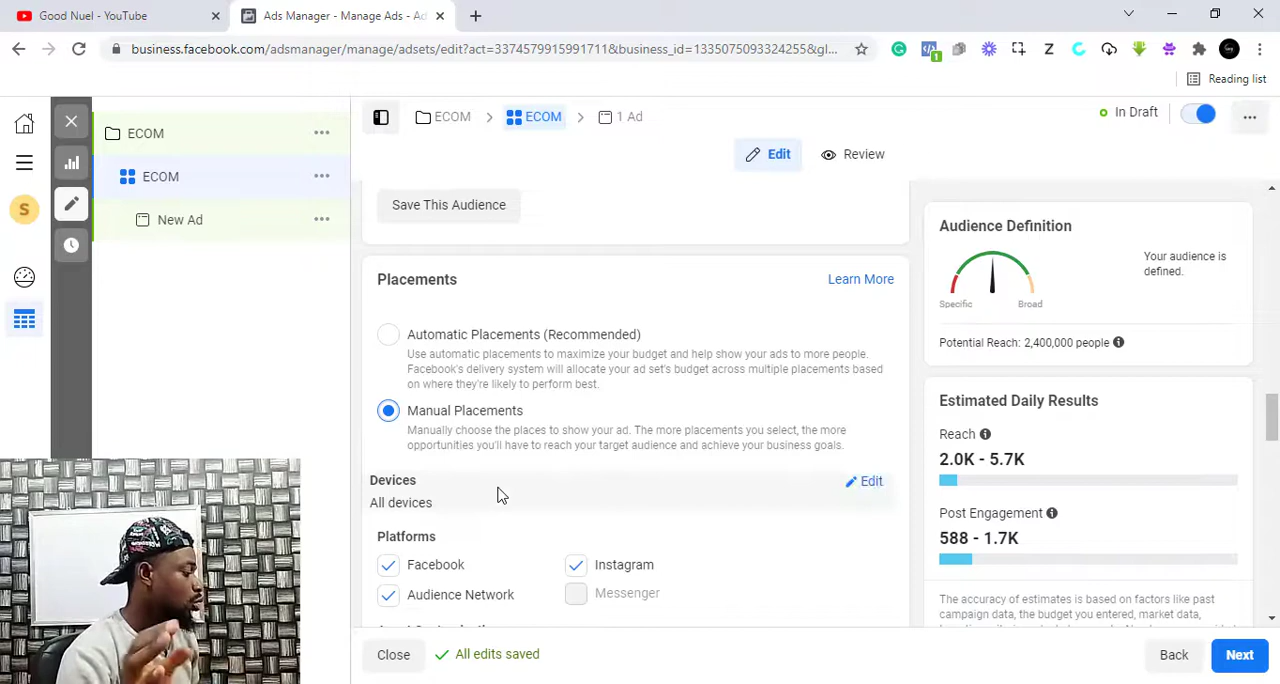 Good Nuel - YouTube
Ads Manager - Manage Ads - Ad
business.facebook.com/adsmanager/manage/adsets/edit?act=3374579915991711&business_id=133507509332425&gl...
1
Z
Reading list
ECOM
ECOM
New Ad
S
ECOM
ECOM
1 Ad
In Draft
Edit
Review
Save This Audience
Placements
Learn More
Automatic Placements (Recommended)
Use automatic placements to maximize your budget and help show your ads to more people.
Facebook's delivery system will allocate your ad set's budget across multiple placements based
on where they're likely to perform best.
Manual Placements
Manually choose the places to show your ad. The more placements you select, the more
opportunities you'll have to reach your target audience and achieve your business goals.
Devices
Edit
All devices
Platforms
Facebook
Instagram
Audience Network
Messenger
Audience Definition
Your audience is
defined.
Specific
Broad
Potential Reach: 2,400,000 people
Estimated Daily Results
Reach
2.0K - 5.7K
Post Engagement
588 - 1.7K
The accuracy of estimates is based on factors like past
campaign data, the budget you entered, market data,
Close
All edits saved
Back
Next